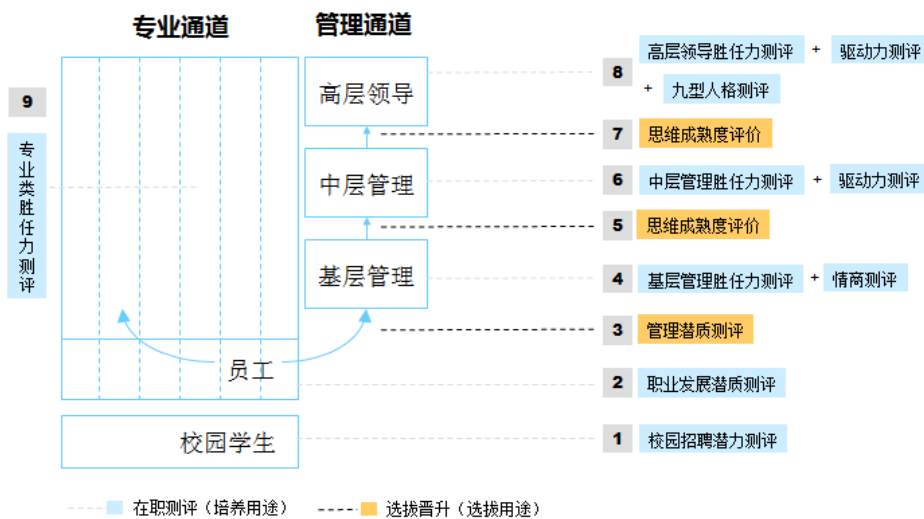 专业通道
管理通道
高层领导
中层管理
基层管理
员工
校园学生
9
专业类胜任力测评
8 高层领导胜任力测评 + 驱动力测评
+ 九型人格测评
7 思维成熟度评价
6 中层管理胜任力测评 + 驱动力测评
5 思维成熟度评价
4 基层管理胜任力测评 + 情商测评
3 管理潜质测评
2 职业发展潜质测评
1 校园招聘潜力测评
在职测评（培养用途）
选拔晋升（选拔用途）